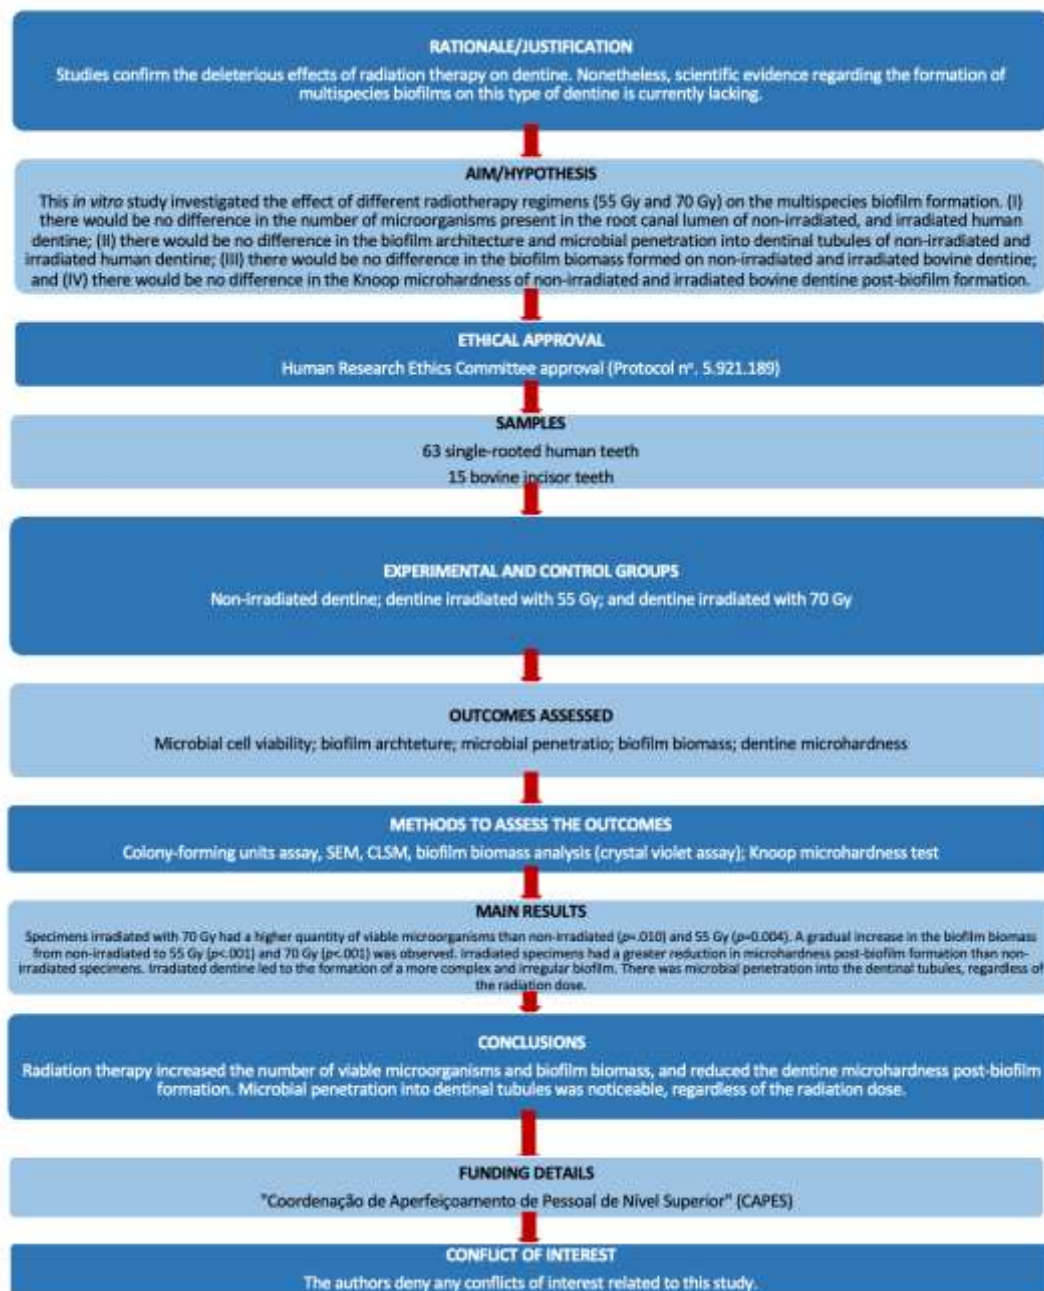 RATIONALE/JUSTIFICATION
Studies confirm the deleterious effects of radiation therapy on dentine. Nonetheless, scientific evidence regarding the formation of
multispecies biofilms on this type of dentine is currently lacking.
AIM/HYPOTHESIS
This in vitro study investigated the effect of different radiotherapy regimens (55 Gy and 70 Gy) on the multispecies biofilm formation. (I)
there would be no difference in the number of microorganisms present in the root canal lumen of non-irradiated, and irradiated human
dentine; (II) there would be no difference in the biofilm architecture and microbial penetration into dentinal tubules of non-irradiated and
irradiated human dentine; (III) there would be no difference in the biofilm biomass formed on non-irradiated and irradiated bovine dentine;
and (IV) there would be no difference in the Knoop microhardness of non-irradiated and irradiated bovine dentine post-biofilm formation.
ETHICAL APPROVAL
Human Research Ethics Committee approval (Protocol nº. 5.921.189)
SAMPLES
63 single-rooted human teeth
15 bovine incisor teeth
EXPERIMENTAL AND CONTROL GROUPS
Non-irradiated dentine; dentine irradiated with 55 Gy; and dentine irradiated with 70 Gy
OUTCOMES ASSESSED
Microbial cell viability; biofilm archteture; microbial penetratio; biofilm biomass; dentine microhardness
METHODS TO ASSESS THE OUTCOMES
Colony-forming units assay, SEM, CLSM, biofilm biomass analysis (crystal violet assay); Knoop microhardness test
MAIN RESULTS
Specimens irradiated with 70 Gy had a higher quantity of viable microorganisms than non-irradiated (p=.010) and 55 Gy (p=0.004). A gradual increase in the biofilm biomass
from non-irradiated to 55 Gy (p<.001) and 70 Gy (p<.001) was observed. Irradiated specimens had a greater reduction in microhardness post-biofilm formation than non-
irradiated specimens. Irradiated dentine led to the formation of a more complex and irregular biofilm. There was microbial penetration into the dentinal tubules, regardless of
the radiation dose.
CONCLUSIONS
Radiation therapy increased the number of viable microorganisms and biofilm biomass, and reduced the dentine microhardness post-biofilm
formation. Microbial penetration into dentinal tubules was noticeable, regardless of the radiation dose.
FUNDING DETAILS
"Coordenação de Aperfeiçoamento de Pessoal de Nível Superior" (CAPES)
CONFLICT OF INTEREST
The authors deny any conflicts of interest related to this study.